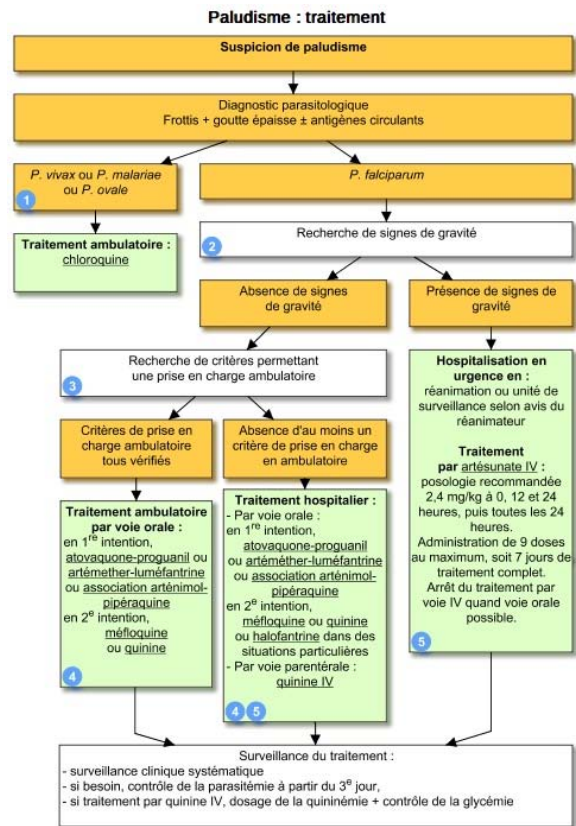 Paludisme : traitement
Suspicion de paludisme
Diagnostic parasitologique
Frottis + goutte épaisse ± antigènes circulants
P. vivax ou P. malariae
ou P. ovale
1
P. falciparum
Traitement ambulatoire :
chloroquine
Recherche de signes de gravité
2
Absence de signes
de gravité
Présence de signes de
gravité
Recherche de critères permettant
une prise en charge ambulatoire
3
Hospitalisation en
urgence en :
réanimation ou unité de
surveillance selon avis du
réanimateur
Traitement
par artésunate IV :
posologie recommandée
2,4 mg/kg à 0, 12 et 24
heures, puis toutes les 24
heures.
Administration de 9 doses
au maximum, soit 7 jours de
traitement complet.
Arrêt du traitement par
voie IV quand voie orale
possible.
5
Critères de prise en
charge ambulatoire
tous vérifiés
Absence d'au moins un
critère de prise en charge
en ambulatoire
Traitement ambulatoire
par voie orale :
en 1re intention,
atovaquone-proguanil ou
artéméther-luméfantrine
ou association arténimol-
pipéraquine
en 2e intention,
méfloquine
ou quinine
4
Traitement hospitalier :
- Par voie orale :
en 1re intention,
atovaquone-proguanil
ou artéméther-luméfantrine
ou association arténimol-
pipéraquine
en 2e intention,
méfloquine ou quinine
ou halofantrine dans des
situations particulières
- Par voie parentérale :
quinine IV
4 5
Surveillance du traitement :
- surveillance clinique systématique
- si besoin, contrôle de la parasitémie à partir du 3e jour,
- si traitement par quinine IV, dosage de la quininémie + contrôle de la glycémie